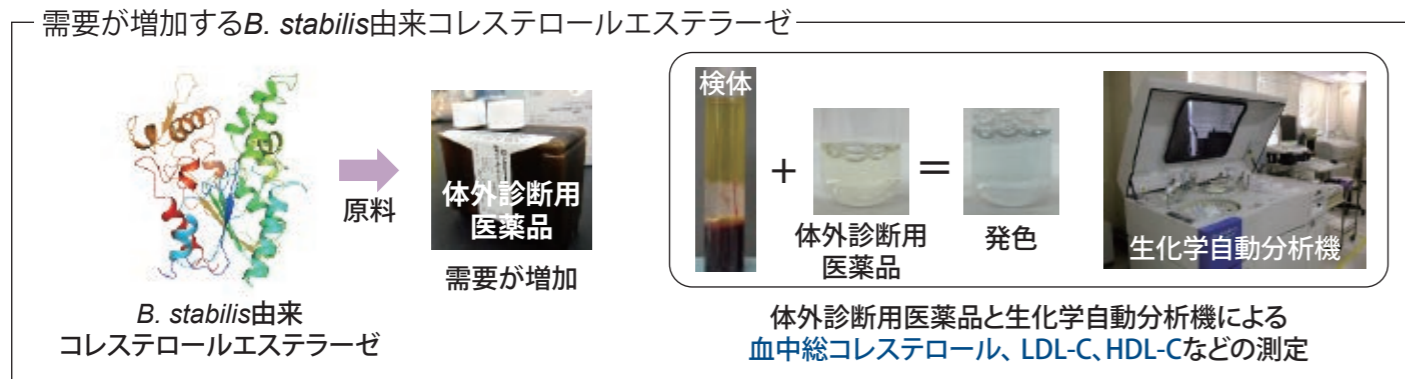 需要が増加するB. stabilis由来コレステロールエステラーゼ
原料
体外診断用
医薬品
需要が増加
B. stabilis由来
コレステロールエステラーゼ
検体
+
体外診断用
医薬品
=
発色
生化学自動分析機
体外診断用医薬品と生化学自動分析機による
血中総コレステロール、LDL-C、HDL-Cなどの測定